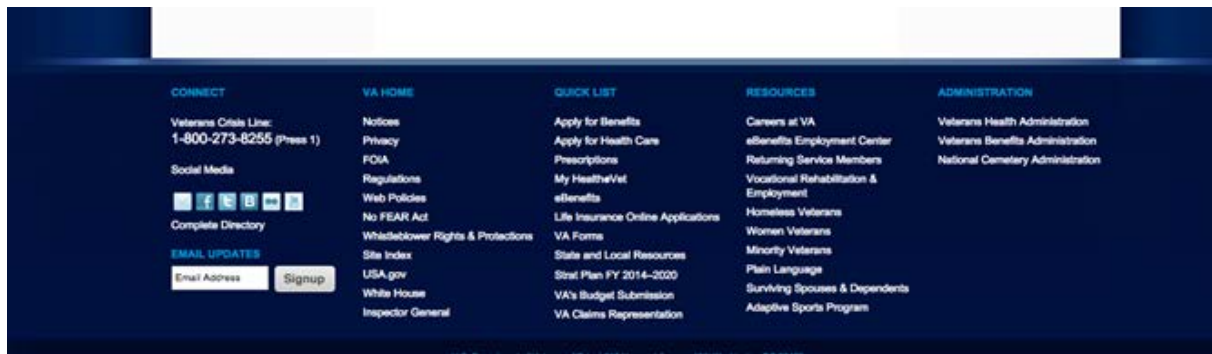 CONNECT
Veterans Crisis Line:
1-800-273-8255 (Press 1)
Social Media
Complete Directory
EMAIL UPDATES
Email Address
Signup
VA HOME
Notices
Privacy
FOIA
Regulations
Web Policies
No FEAR Act
Whistleblower Rights & Protections
Site Index
USA.gov
White House
Inspector General
QUICK LIST
Apply for Benefits
Apply for Health Care
Prescriptions
My HealtheVet
eBenefits
Life Insurance Online Applications
VA Forms
State and Local Resources
Strat Plan FY 2014–2020
VA's Budget Submission
VA Claims Representation
RESOURCES
Careers at VA
eBenefits Employment Center
Returning Service Members
Vocational Rehabilitation &
Employment
Homeless Veterans
Women Veterans
Minority Veterans
Plain Language
Surviving Spouses & Dependents
Adaptive Sports Program
ADMINISTRATION
Veterans Health Administration
Veterans Benefits Administration
National Cemetery Administration